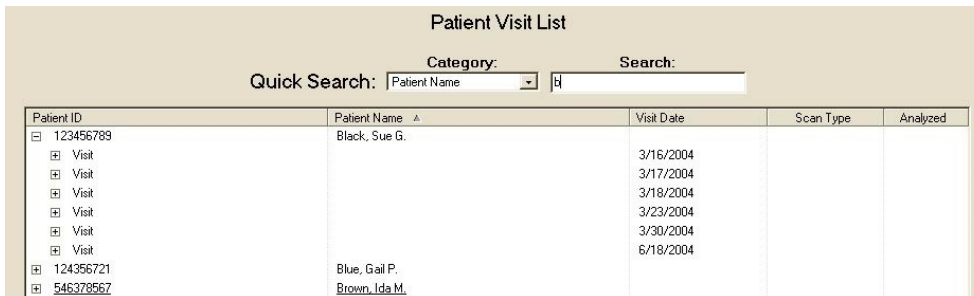 Patient Visit List
Category: Search:
Quick Search: Patient Name b
Patient ID Patient Name Visit Date Scan Type Analyzed
123456789 Black, Sue G.
Visit 3/16/2004
Visit 3/17/2004
Visit 3/18/2004
Visit 3/23/2004
Visit 3/30/2004
Visit 6/18/2004
124356721 Blue, Gail P.
546378567 Brown, Ida M.